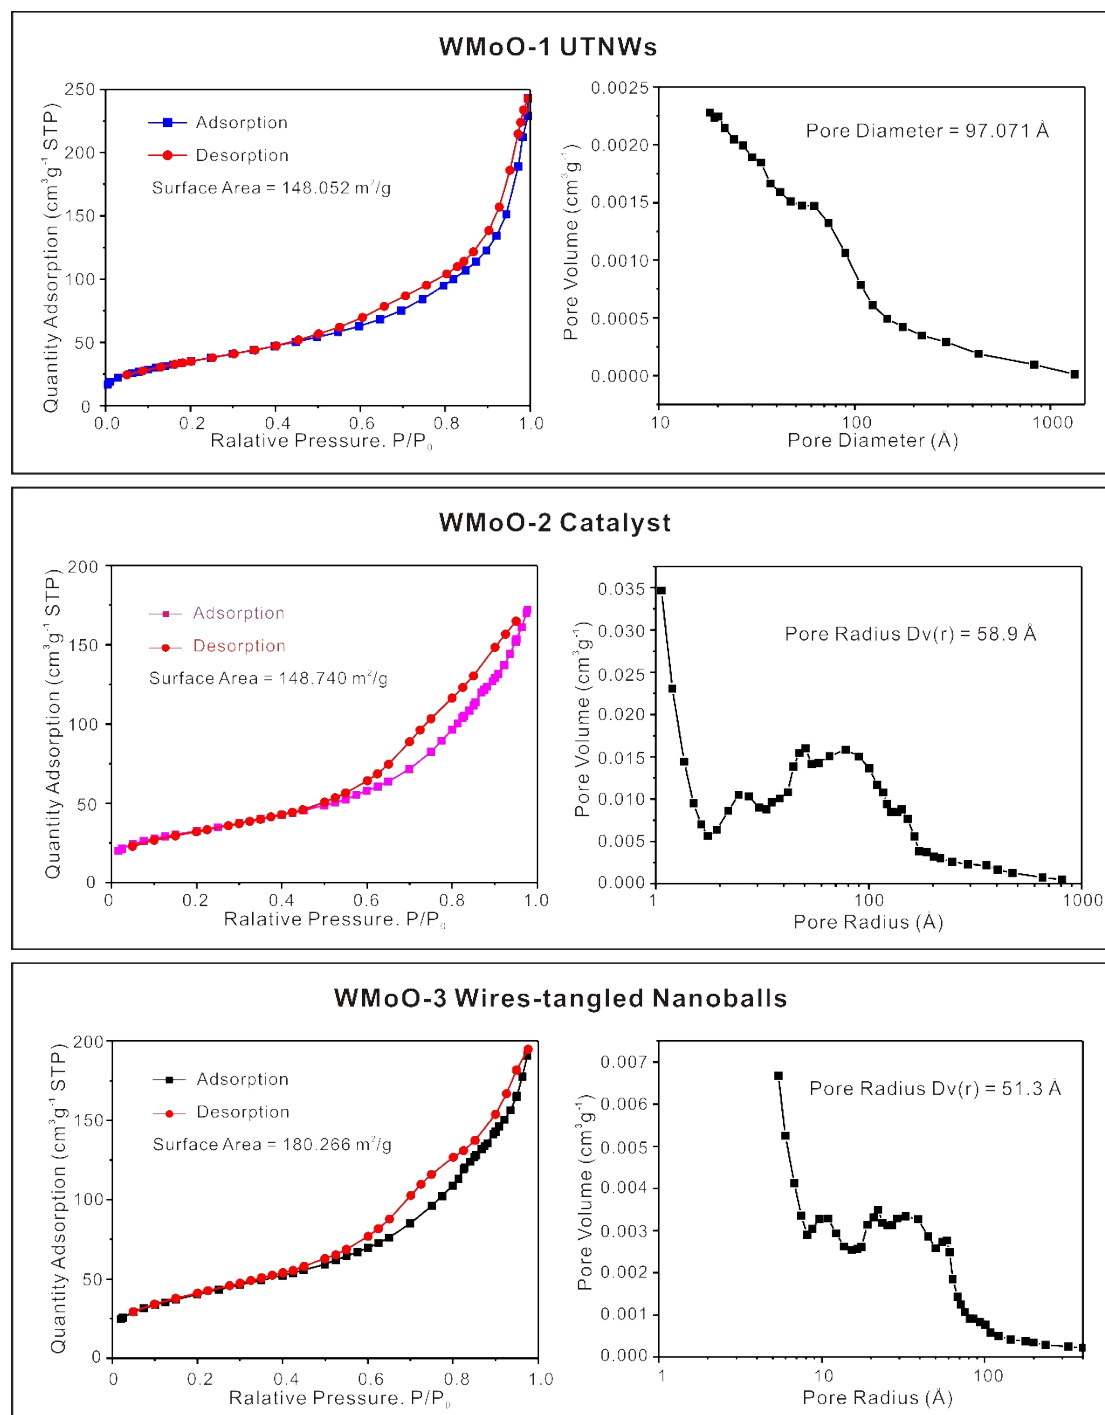 WMoO-1 UTNWs
Quantity Adsorption (cm³g⁻¹ STP)
250
200
150
100
50
0
Adsorption
Desorption
Surface Area = 148.052 m²/g
0.0 0.2 0.4 0.6 0.8 1.0
Ralative Pressure. P/P₀
Pore Volume (cm³g⁻¹)
0.0025
0.0020
0.0015
0.0010
0.0005
0.0000
Pore Diameter = 97.071 Å
10 100 1000
Pore Diameter (Å)
WMoO-2 Catalyst
Quantity Adsorption (cm³g⁻¹ STP)
200
150
100
50
0
Adsorption
Desorption
Surface Area = 148.740 m²/g
0 0.2 0.4 0.6 0.8 1.0
Ralative Pressure. P/P₀
Pore Volume (cm³g⁻¹)
0.035
0.030
0.025
0.020
0.015
0.010
0.005
0.000
Pore Radius Dv(r) = 58.9 Å
1 100 1000
Pore Radius (Å)
WMoO-3 Wires-tangled Nanoballs
Quantity Adsorption (cm³g⁻¹ STP)
200
150
100
50
0
Adsorption
Desorption
Surface Area = 180.266 m²/g
0 0.2 0.4 0.6 0.8 1.0
Ralative Pressure. P/P₀
Pore Volume (cm³g⁻¹)
0.007
0.006
0.005
0.004
0.003
0.002
0.001
0.000
Pore Radius Dv(r) = 51.3 Å
1 10 100
Pore Radius (Å)